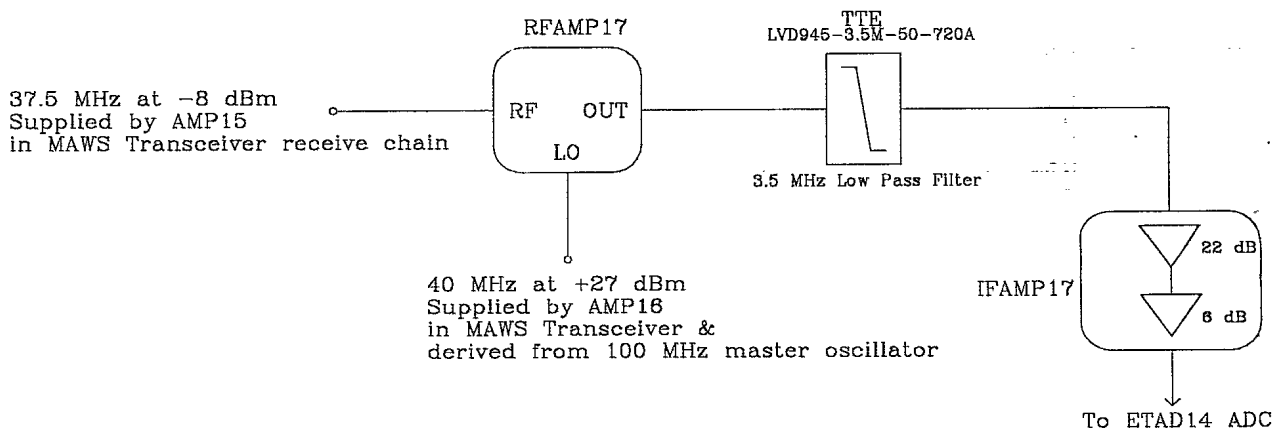 RFAMP17
TTE
LVD945-3.5M-50-720A
37.5 MHz at -8 dBm
Supplied by AMP15
in MAWS Transceiver receive chain
RF
OUT
LO
3.5 MHz Low Pass Filter
40 MHz at +27 dBm
Supplied by AMP16
in MAWS Transceiver &
derived from 100 MHz master oscillator
IFAMP17
22 dB
6 dB
To ETAD14 ADC